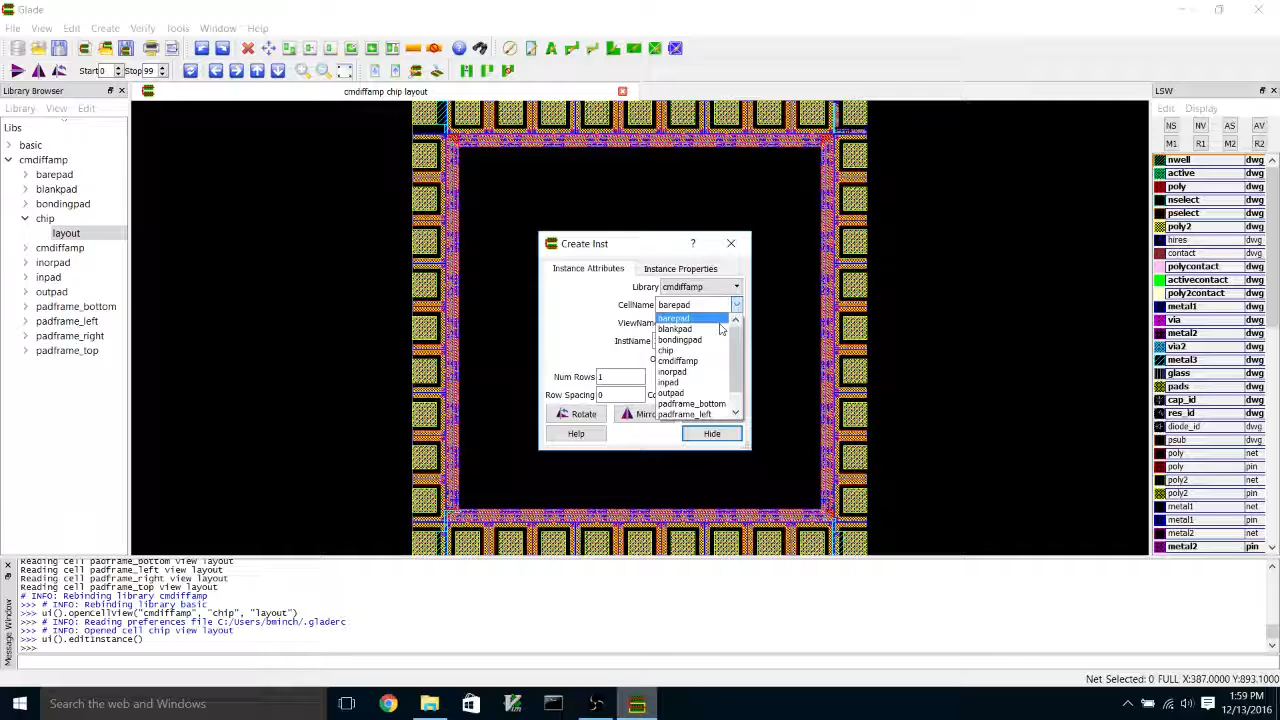 Glade
File View Edit Create Verify Tools Window Help
Start 0 Stop 99
Library Browser
cmdiffamp chip layout
LSW
Library View Edit
Edit Display
Libs
basic
cmdiffamp
barepad
blankpad
bondingpad
chip
layout
cmdiffamp
inorpad
inpad
outpad
padframe_bottom
padframe_left
padframe_right
padframe_top
Create Inst
?
Instance Attributes Instance Properties
Library cmdiffamp
CellName barepad
ViewName
InstName
barepad
blankpad
bondingpad
chip
cmdiffamp
inorpad
inpad
outpad
padframe_bottom
padframe_left
Num Rows 1
Row Spacing 0
Rotate
Help Hide
NS NV AS AV
M1 R1 M2 R2
nwell dwg
active dwg
poly dwg
nselect dwg
pselect dwg
poly2 dwg
hires dwg
contact dwg
polycontact dwg
activecontact dwg
poly2contact dwg
metal1 dwg
via dwg
metal2 dwg
via2 dwg
metal3 dwg
glass dwg
pads dwg
cap_id dwg
res_id dwg
diode_id dwg
psub dwg
poly net
poly pin
poly2 net
poly2 pin
metal1 net
metal1 pin
metal2 net
metal2 pin
Reading cell padframe_bottom view layout
Reading cell padframe_left view layout
Reading cell padframe_right view layout
Reading cell padframe_top view layout
# INFO: Rebinding library cmdiffamp
>>> # INFO: Rebinding library basic
>>> ui().openCellView("cmdiffamp", "chip", "layout")
>>> # INFO: Reading preferences file C:/Users/bminch/.gladerc
>>> # INFO: Opened cell chip view layout
>>> ui().editInstance()
>>>
Message Window
Net Selected: 0 FULL X:387.0000 Y:893.1000
Search the web and Windows
1:59 PM
12/13/2016